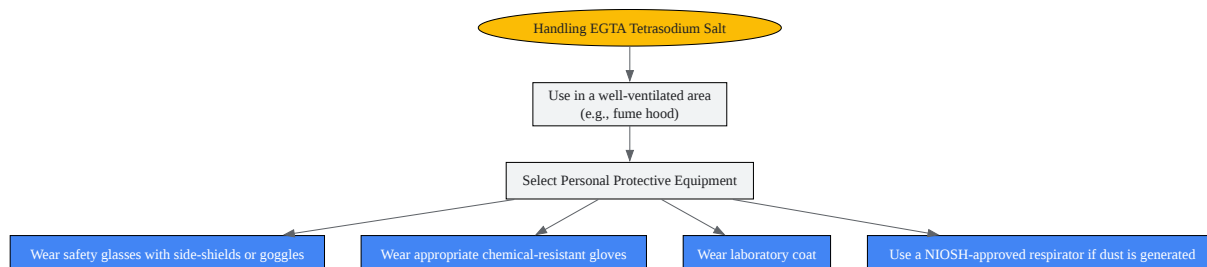 Handling EGTA Tetrasodium Salt
Use in a well-ventilated area
(e.g., fume hood)
Select Personal Protective Equipment
Wear safety glasses with side-shields or goggles
Wear appropriate chemical-resistant gloves
Wear laboratory coat
Use a NIOSH-approved respirator if dust is generated